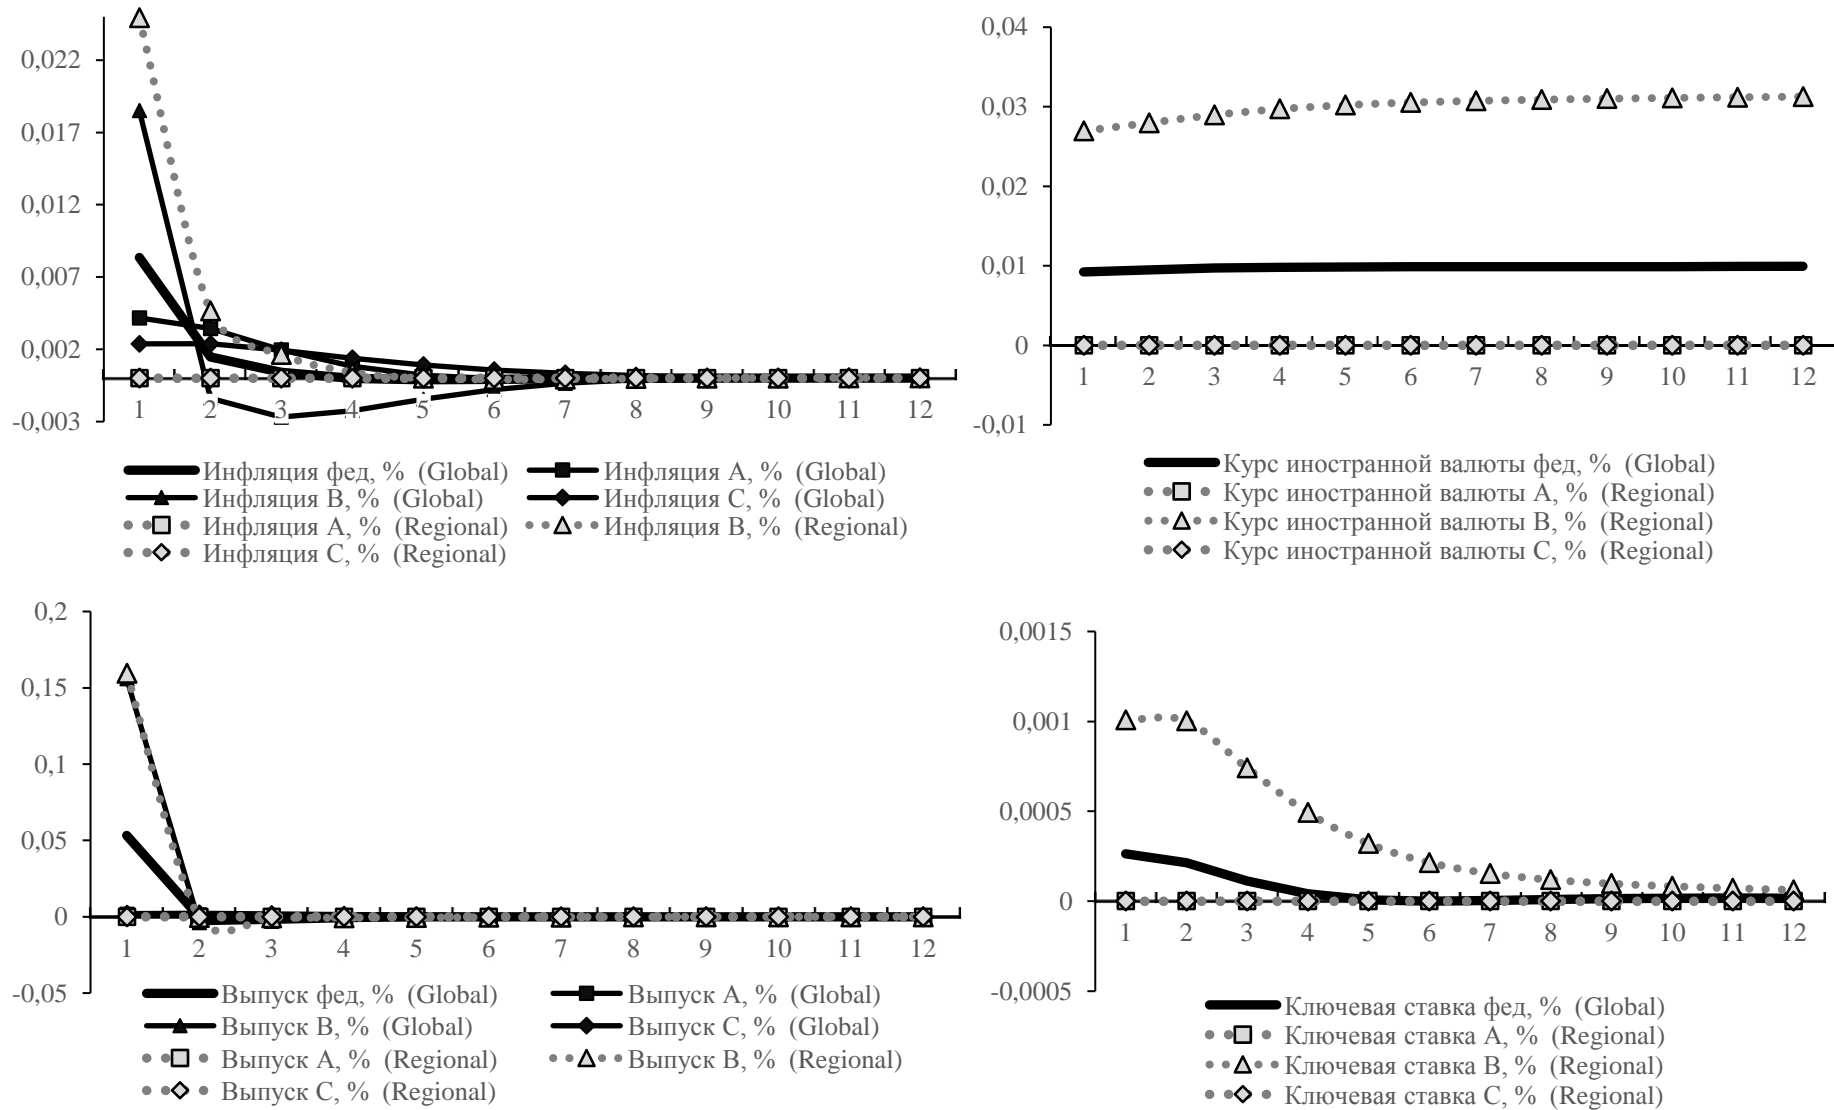 0,022
0,017
0,012
0,007
0,002
-0,003
1 2 3 4 5 6 7 8 9 10 11 12
Инфляция фед, % (Global) Инфляция A, % (Global)
Инфляция B, % (Global) Инфляция C, % (Global)
Инфляция A, % (Regional) Инфляция B, % (Regional)
Инфляция C, % (Regional)
0,04
0,03
0,02
0,01
0
-0,01
1 2 3 4 5 6 7 8 9 10 11 12
Курс иностранной валюты фед, % (Global)
Курс иностранной валюты A, % (Regional)
Курс иностранной валюты B, % (Regional)
Курс иностранной валюты C, % (Regional)
0,2
0,15
0,1
0,05
0
-0,05
1 2 3 4 5 6 7 8 9 10 11 12
Выпуск фед, % (Global) Выпуск A, % (Global)
Выпуск B, % (Global) Выпуск C, % (Global)
Выпуск A, % (Regional) Выпуск B, % (Regional)
Выпуск C, % (Regional)
0,0015
0,001
0,0005
0
-0,0005
1 2 3 4 5 6 7 8 9 10 11 12
Ключевая ставка фед, % (Global)
Ключевая ставка A, % (Regional)
Ключевая ставка B, % (Regional)
Ключевая ставка C, % (Regional)